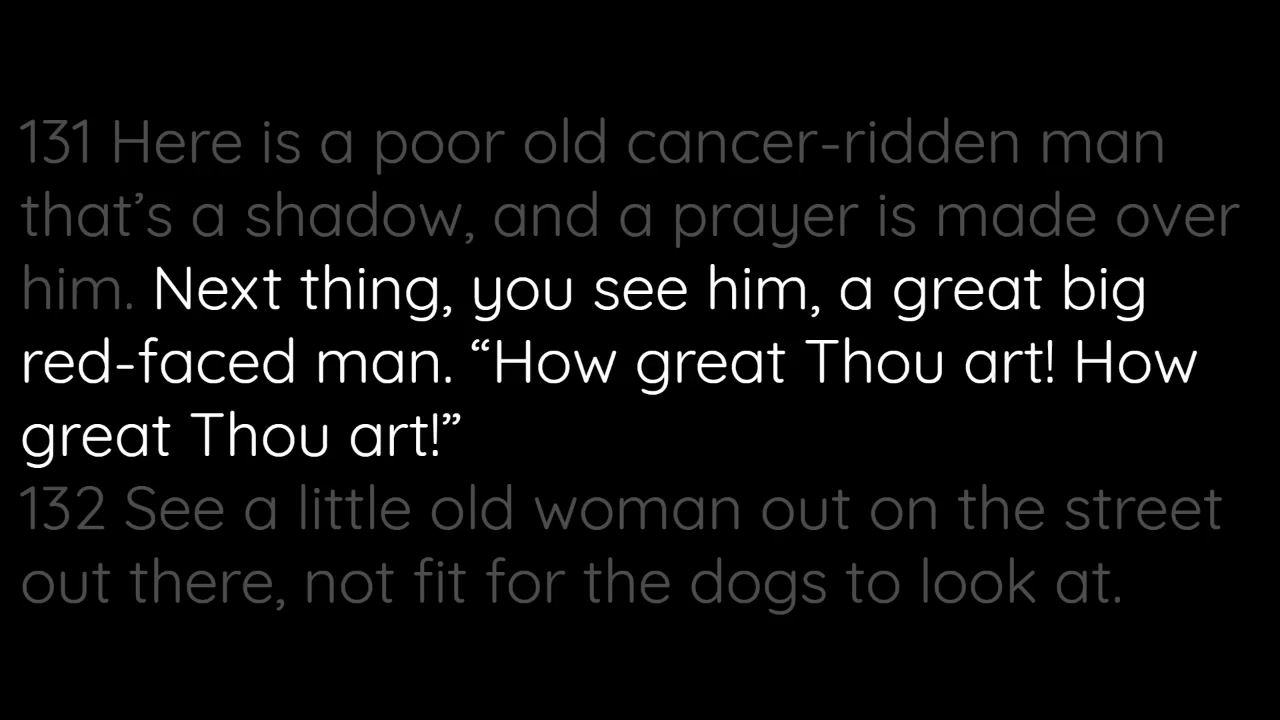 131 Here is a poor old cancer-ridden man
that’s a shadow, and a prayer is made over
him. Next thing, you see him, a great big
red-faced man. “How great Thou art! How
great Thou art!”
132 See a little old woman out on the street
out there, not fit for the dogs to look at.